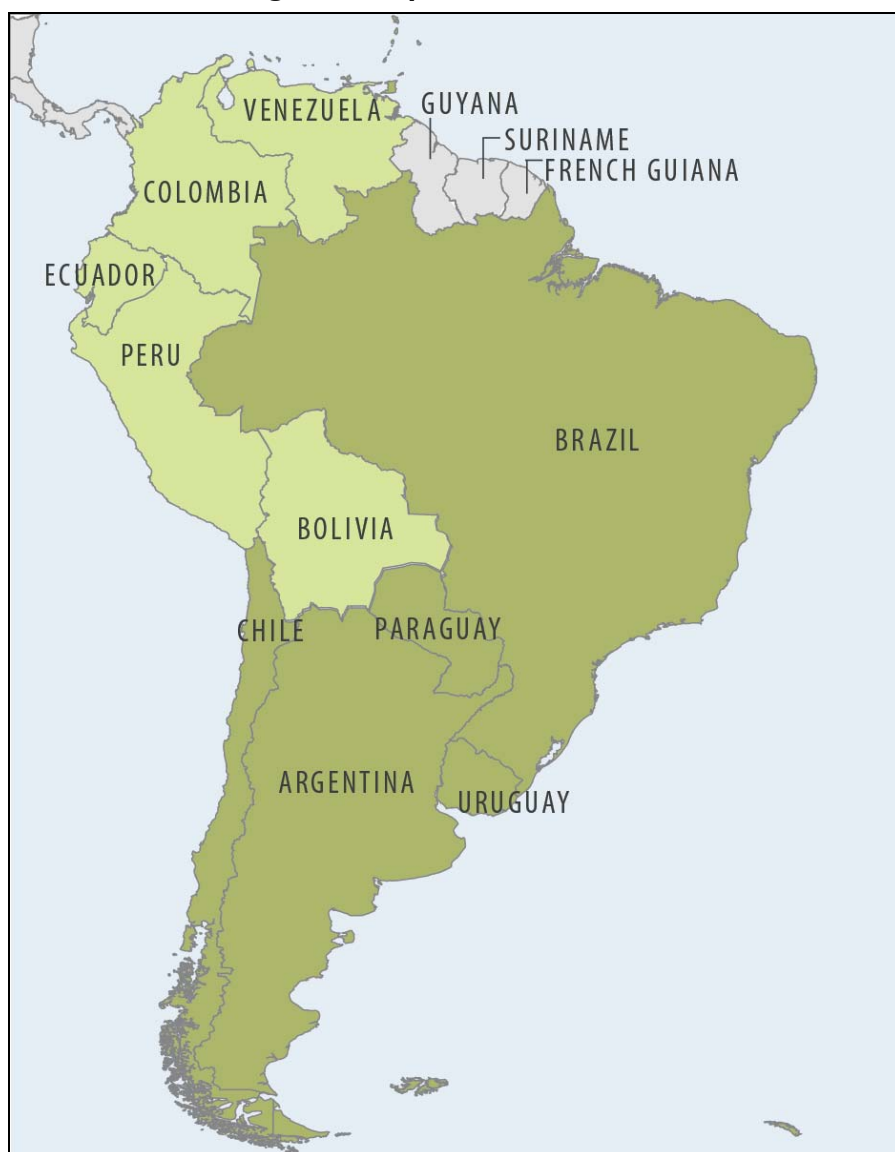 VENEZUELA
GUYANA
SURINAME
FRENCH GUIANA
COLOMBIA
ECUADOR
PERU
BRAZIL
BOLIVIA
CHILE
PARAGUAY
ARGENTINA
URUGUAY